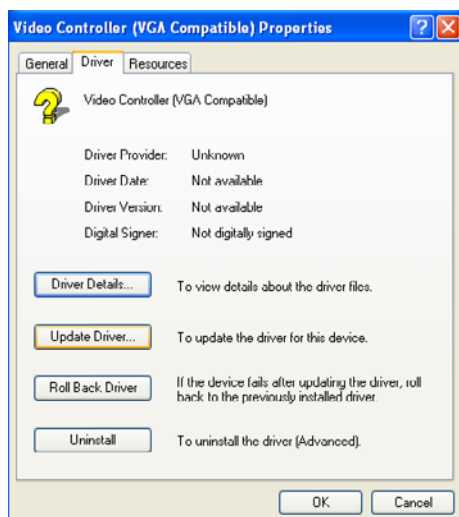 Video Controller (VGA Compatible) Properties
General Driver Resources
Video Controller (VGA Compatible)
Driver Provider: Unknown
Driver Date: Not available
Driver Version: Not available
Digital Signer: Not digitally signed
Driver Details... To view details about the driver files.
Update Driver... To update the driver for this device.
Roll Back Driver If the device fails after updating the driver, roll
back to the previously installed driver.
Uninstall To uninstall the driver (Advanced).
OK Cancel